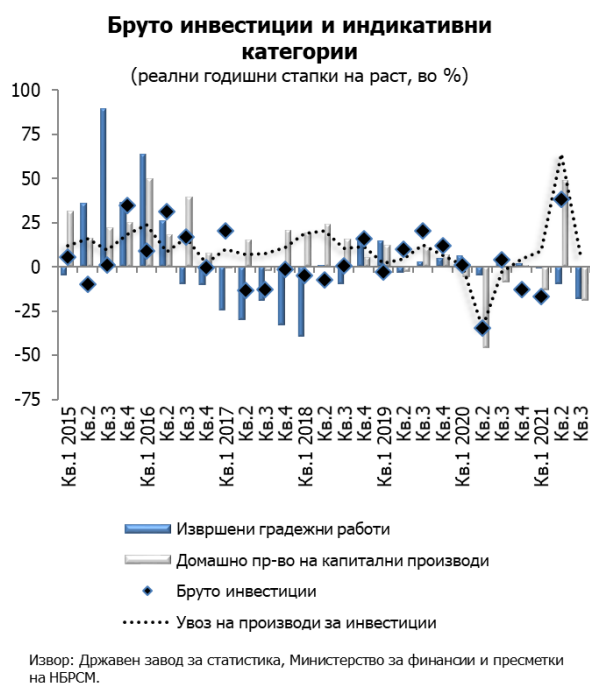 Бруто инвестиции и индикативни
категории
(реални годишни стапки на раст, во %)
100
75
50
25
0
-25
-50
-75
Кв.1 2015
Кв.2
Кв.3
Кв.4
Кв.1 2016
Кв.2
Кв.3
Кв.4
Кв.1 2017
Кв.2
Кв.3
Кв.4
Кв.1 2018
Кв.2
Кв.3
Кв.4
Кв.1 2019
Кв.2
Кв.3
Кв.4
Кв.1 2020
Кв.2
Кв.3
Кв.4
Кв.1 2021
Кв.2
Кв.3
Извршени градежни работи
Домашно пр-во на капитални производи
Бруто инвестиции
Увоз на производи за инвестиции
Извор: Државен завод за статистика, Министерство за финансии и пресметки
на НБРСМ.